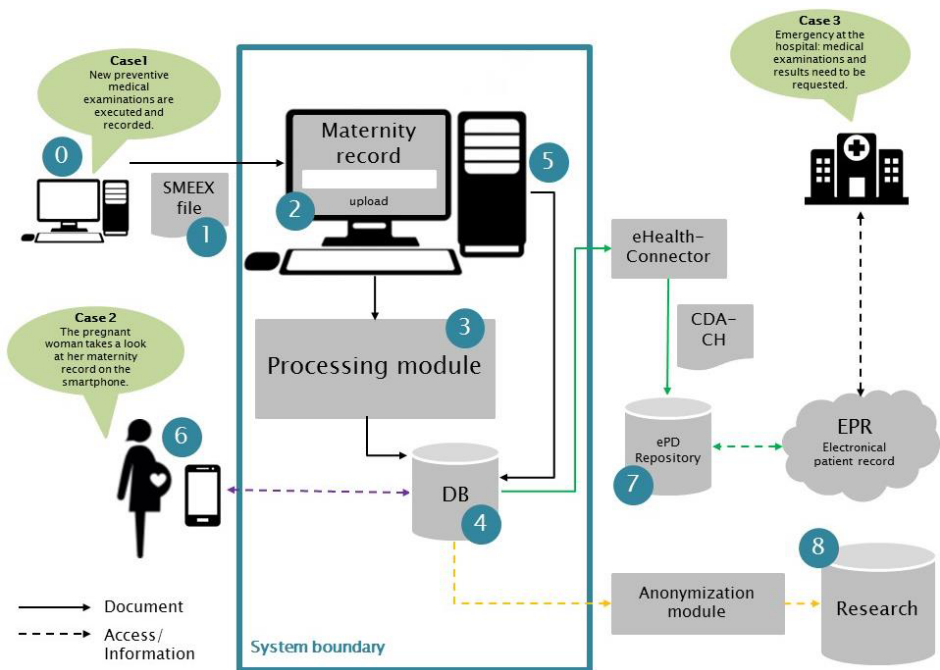 Case1
New preventive
medical
examinations are
executed and
recorded.
Case 3
Emergency at the
hospital: medical
examinations and
results need to be
requested.
0
SMEEX
file
1
Maternity
record
2
upload
5
eHealth-
Connector
CDA-
CH
3
Processing module
Case 2
The pregnant
woman takes a look
at her maternity
record on the
smartphone.
6
DB
4
ePD
Repository
7
EPR
Electronical
patient record
8
Anonymization
module
Research
Document
Access/
Information
System boundary